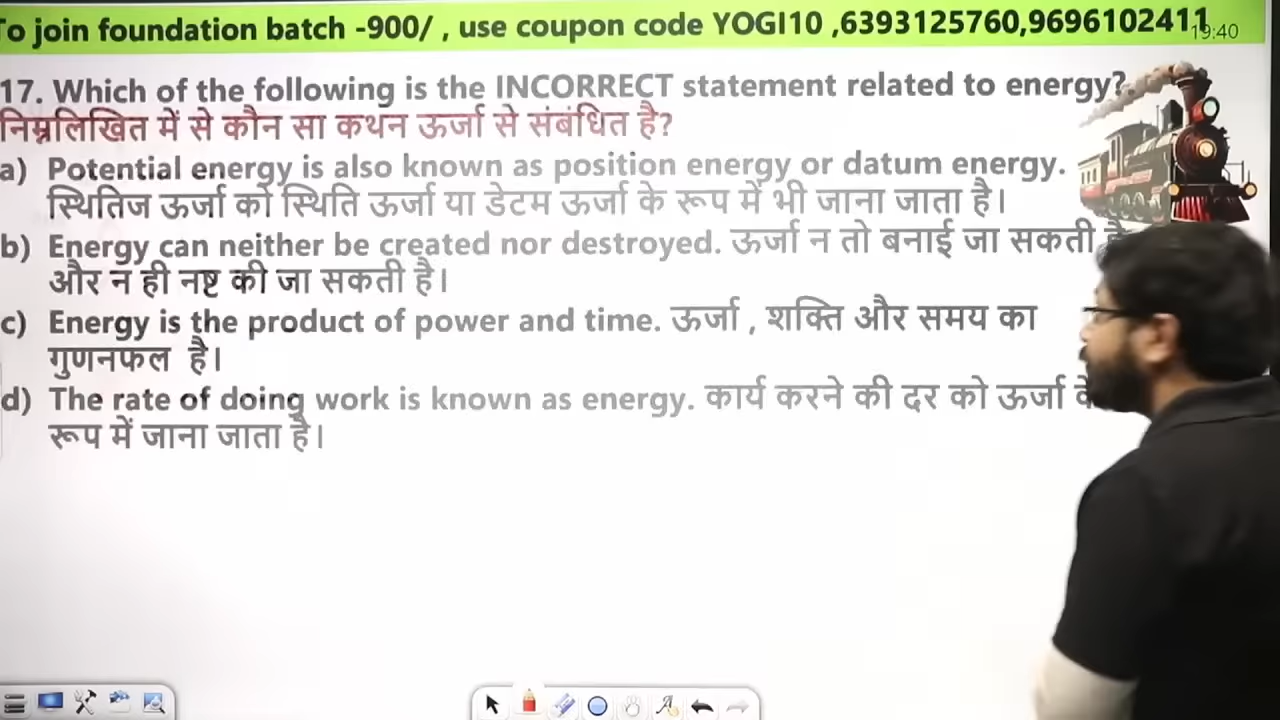 To join foundation batch -900/ , use coupon code YOGI10 ,6393125760,9696102411
19:40
17. Which of the following is the INCORRECT statement related to energy?
निम्नलिखित में से कौन सा कथन ऊर्जा से संबंधित है?
a) Potential energy is also known as position energy or datum energy.
स्थितिज ऊर्जा को स्थिति ऊर्जा या डेटम ऊर्जा के रूप में भी जाना जाता है।
b) Energy can neither be created nor destroyed. ऊर्जा न तो बनाई जा सकती है
और न ही नष्ट की जा सकती है।
c) Energy is the product of power and time. ऊर्जा , शक्ति और समय का
गुणनफल है।
d) The rate of doing work is known as energy. कार्य करने की दर को ऊर्जा के
रूप में जाना जाता है।